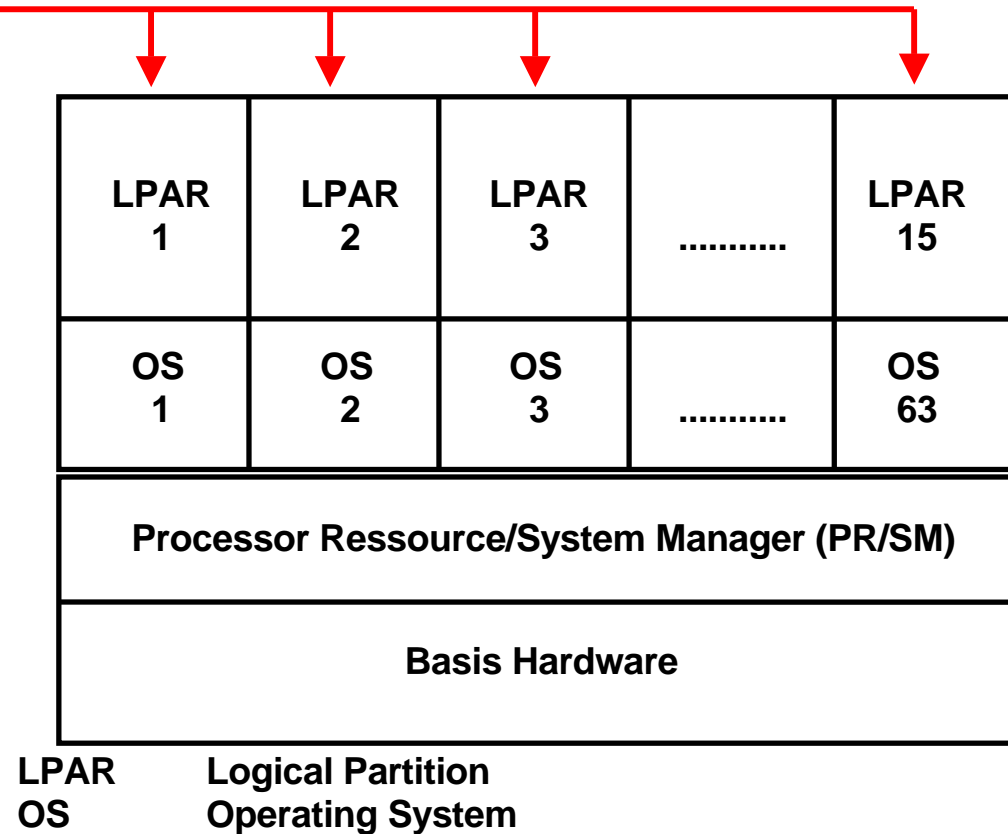 LPAR LPAR LPAR LPAR
1 2 3 ........... 15
OS OS OS OS
1 2 3 ........... 63
Processor Ressource/System Manager (PR/SM)
Basis Hardware
LPAR Logical Partition
OS Operating System